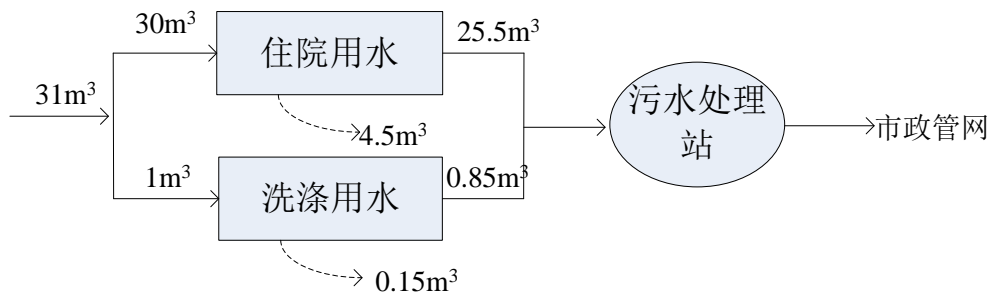 30m³
住院用水
25.5m³
31m³
4.5m³
污水处理
站
市政管网
1m³
洗涤用水
0.85m³
0.15m³